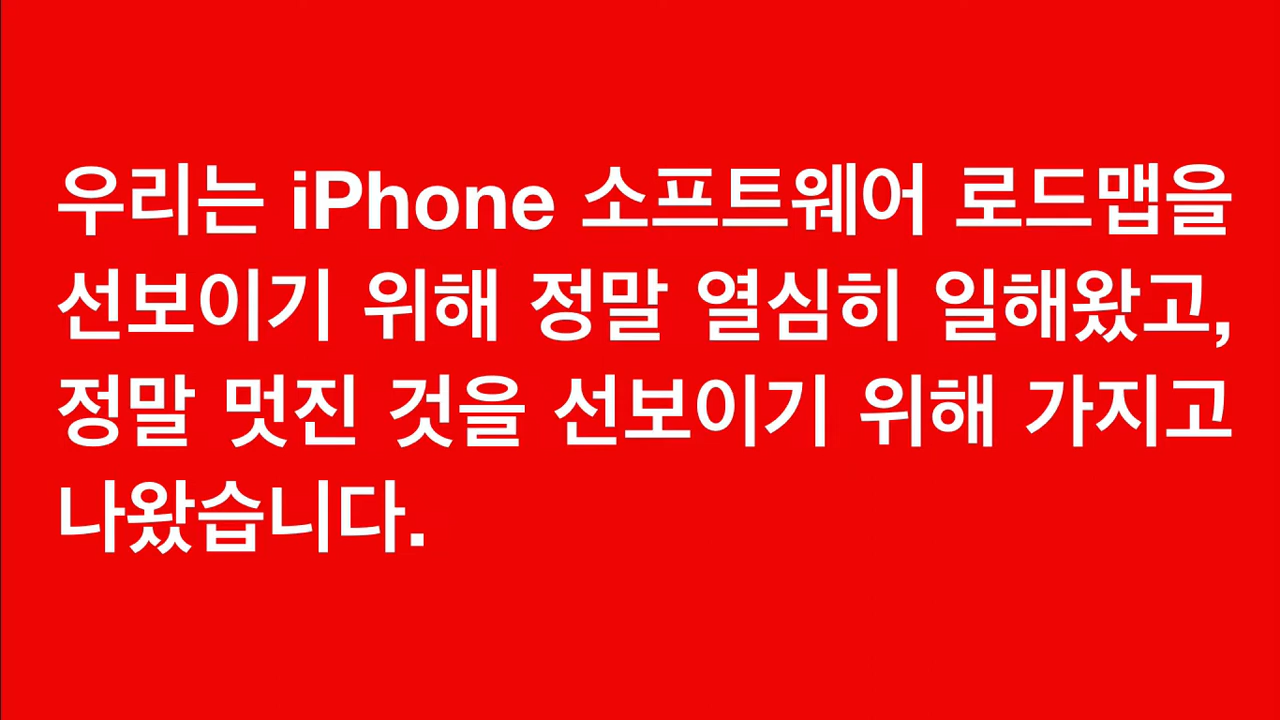 우리는 iPhone 소프트웨어 로드맵을
선보이기 위해 정말 열심히 일해왔고,
정말 멋진 것을 선보이기 위해 가지고
나왔습니다.